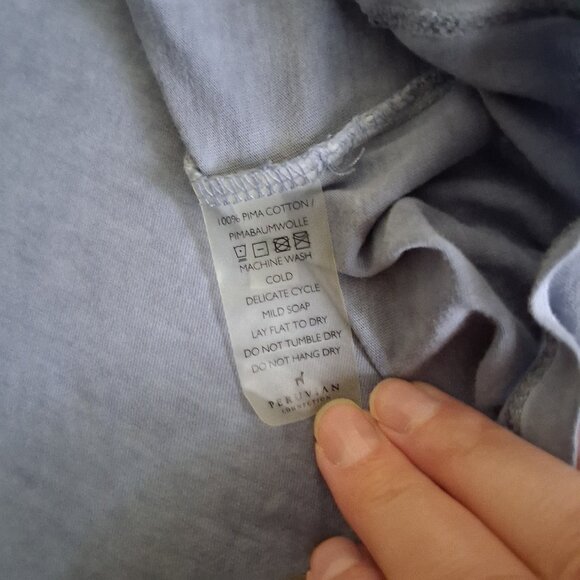 100% PIMA COTTON /
PIMABAUMWOLLE
MACHINE WASH
COLD
DELICATE CYCLE
MILD SOAP
LAY FLAT TO DRY
DO NOT TUMBLE DRY
DO NOT HANG DRY
PERUVIAN
CONNECTION